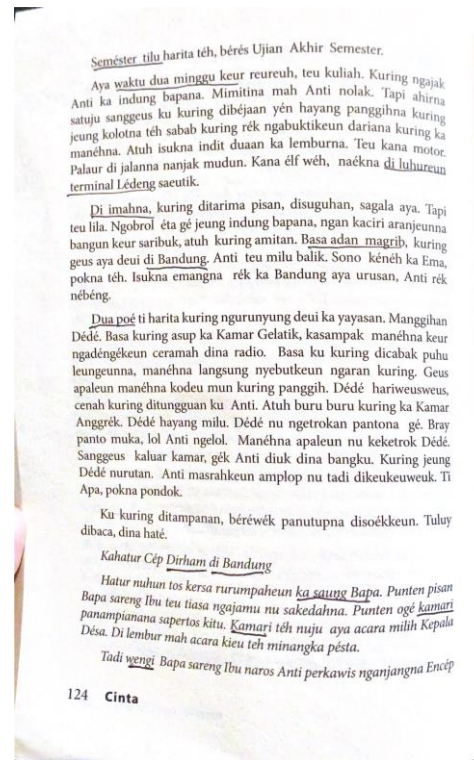 Seméster tilu harita téh, bérés Ujian Akhir Semester.
Aya waktu dua minggu keur reureuh, teu kuliah. Kuring ngajak
Anti ka indung bapana. Mimitina mah Anti nolak. Tapi ahirna
satuju sanggeus ku kuring dibéjaan yén hayang panggihna kuring
jeung kolotna téh sabab kuring rék ngabuktikeun dariana kuring ka
manéhna. Atuh isukna indit duaan ka lemburna. Teu kana motor.
Palaur di jalanna nanjak mudun. Kana élf wéh, naékna di luhureun
terminal Lédeng saeutik.
Di imahna, kuring ditarima pisan, disuguhan, sagala aya. Tapi
teu lila. Ngobrol éta gé jeung indung bapana, ngan kaciri aranjeunna
bangun keur saribuk, atuh kuring amitan. Basa adan magrib, kuring
geus aya deui di Bandung. Anti teu milu balik. Sono kénéh ka Ema,
pokna téh. Isukna emangna rék ka Bandung aya urusan, Anti rék
nébéng.
Dua poé ti harita kuring ngurunyung deui ka yayasan. Manggihan
Dédé. Basa kuring asup ka Kamar Gelatik, kasampak manéhna keur
ngadéngékeun ceramah dina radio. Basa ku kuring dicabak puhu
leungeunna, manéhna langsung nyebutkeun ngaran kuring. Geus
apaleun manéhna kodeu mun kuring panggih. Dédé hariweusweus,
cenah kuring ditungguan ku Anti. Atuh buru buru kuring ka Kamar
Anggrék. Dédé hayang milu. Dédé nu ngetrokan pantona gé. Bray
panto muka, lol Anti ngelol. Manéhna apaleun nu keketrok Dédé.
Sanggeus kaluar kamar, gék Anti diuk dina bangku. Kuring jeung
Dédé nurutan. Anti masrahkeun amplop nu tadi dikeukeuweuk. Ti
Apa, pokna pondok.
Ku kuring ditampanan, béréwék panutupna disoékkeun. Tuluy
dibaca, dina haté.
Kahatur Cép Dirham di Bandung
Hatur nuhun tos kersa rurumpaheun ka saung Bapa. Punten pisan
Bapa sareng Ibu teu tiasa ngajamu nu sakedahna. Punten ogé kamari
panampianana sapertos kitu. Kamari téh nuju aya acara milih Kepala
Désa. Di lembur mah acara kieu teh minangka pésta.
Tadi wengi Bapa sareng Ibu naros Anti perkawis nganjangna Encép
124 Cinta